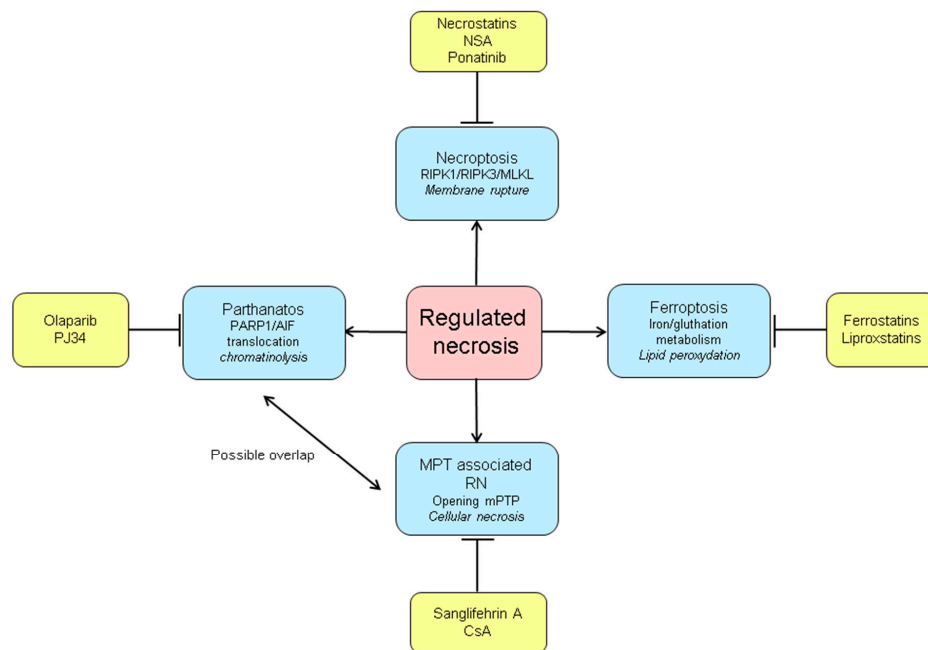 Necrostatins
NSA
Ponatinib
Necroptosis
RIPK1/RIPK3/MLKL
Membrane rupture
Olaparib
PJ34
Parthanatos
PARP1/AIF
translocation
chromatinolysis
Regulated
necrosis
Ferroptosis
Iron/gluthation
metabolism
Lipid peroxydation
Ferrostatins
Liproxstatins
Possible overlap
MPT associated
RN
Opening mPTP
Cellular necrosis
Sanglifehrin A
CsA